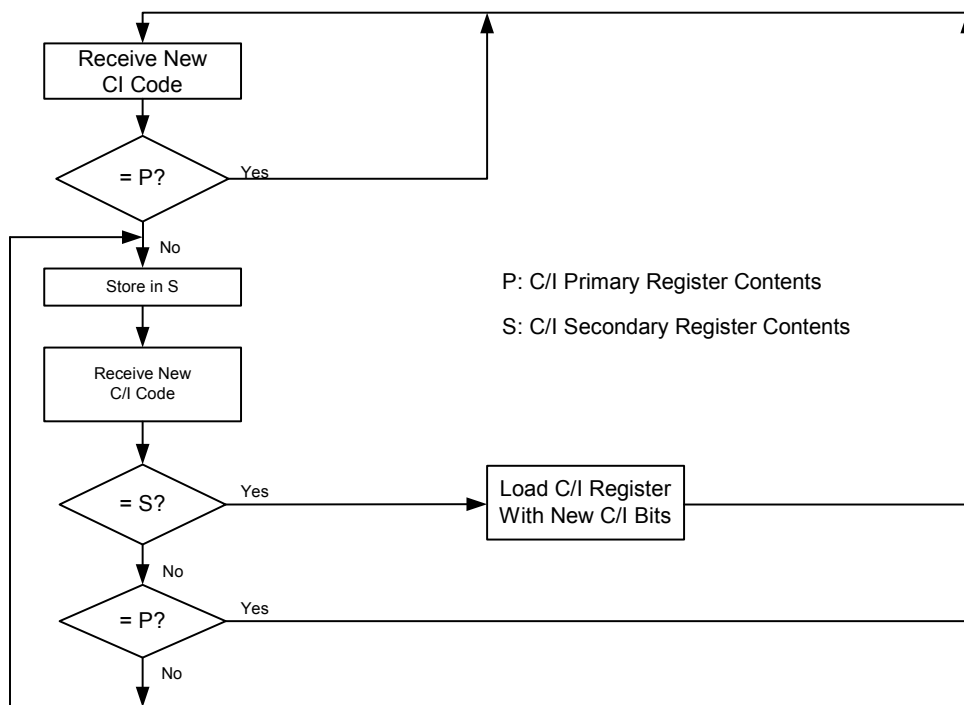 Receive New
CI Code
= P?
Yes
No
Store in S
P: C/I Primary Register Contents
S: C/I Secondary Register Contents
Receive New
C/I Code
= S?
Yes
Load C/I Register
With New C/I Bits
No
= P?
Yes
No